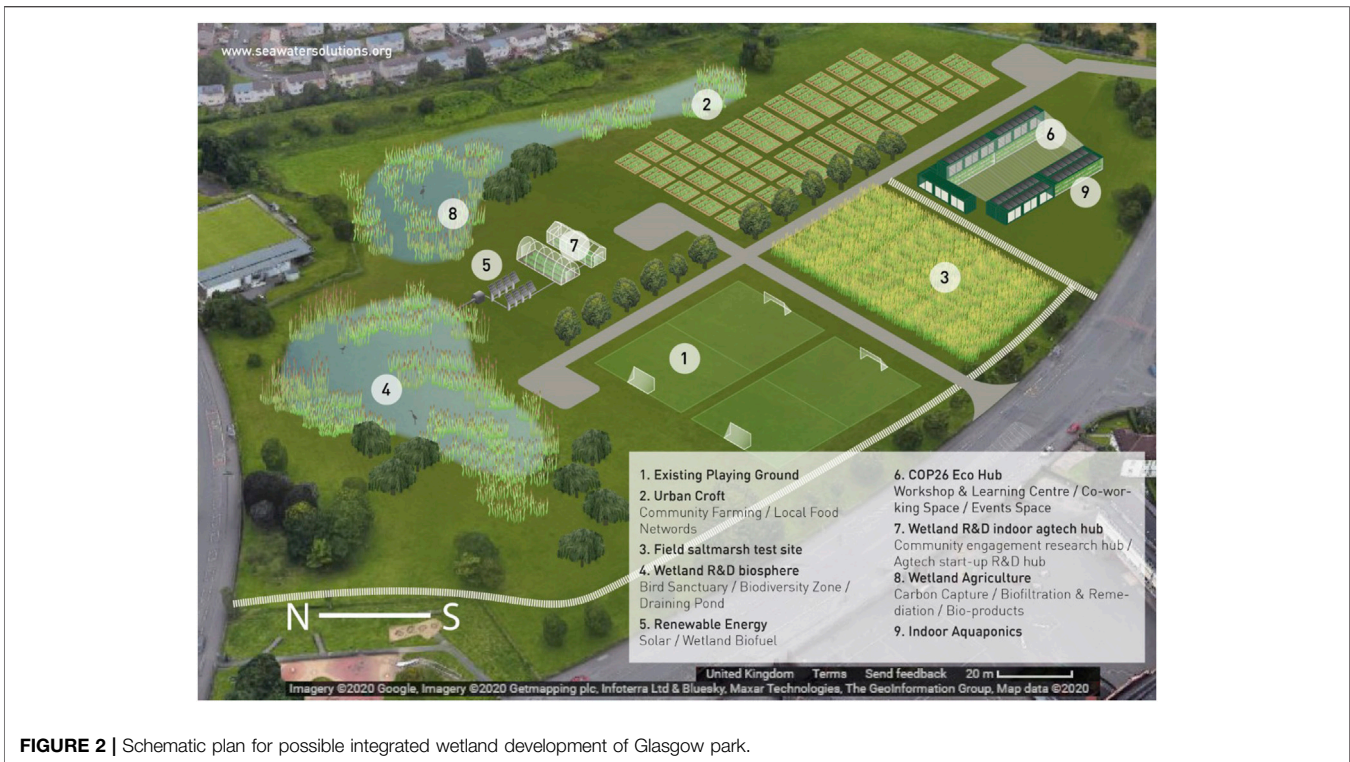 www.seawatersolutions.org
2
6
9
8
7
5
3
1
4
1. Existing Playing Ground
2. Urban Croft
Community Farming / Local Food
Networds
3. Field saltmarsh test site
4. Wetland R&D biosphere
Bird Sanctuary / Biodiversity Zone /
Draining Pond
5. Renewable Energy
Solar / Wetland Biofuel
6. COP26 Eco Hub
Workshop & Learning Centre / Co-wor-
king Space / Events Space
7. Wetland R&D indoor agtech hub
Community engagement research hub /
Agtech start-up R&D hub
8. Wetland Agriculture
Carbon Capture / Biofiltration & Reme-
diation / Bio-products
9. Indoor Aquaponics
N S
United Kingdom Terms Send feedback 20 m
Imagery ©2020 Google, Imagery ©2020 Getmapping plc, Infoterra Ltd & Bluesky, Maxar Technologies, The GeoInformation Group, Map data ©2020
FIGURE 2 | Schematic plan for possible integrated wetland development of Glasgow park.